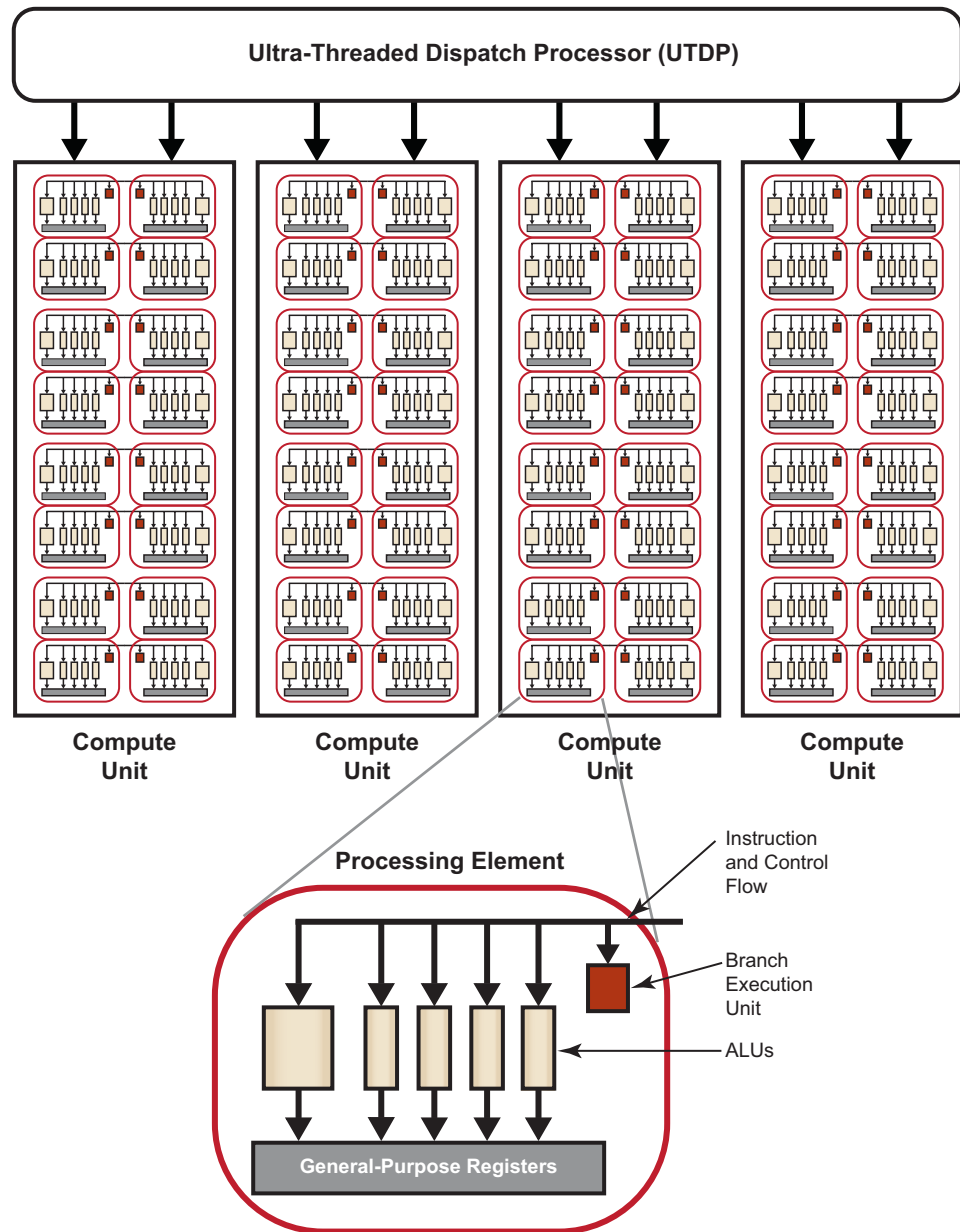 Ultra-Threaded Dispatch Processor (UTDP)
Compute
Unit
Compute
Unit
Compute
Unit
Compute
Unit
Processing Element
Instruction
and Control
Flow
Branch
Execution
Unit
ALUs
General-Purpose Registers